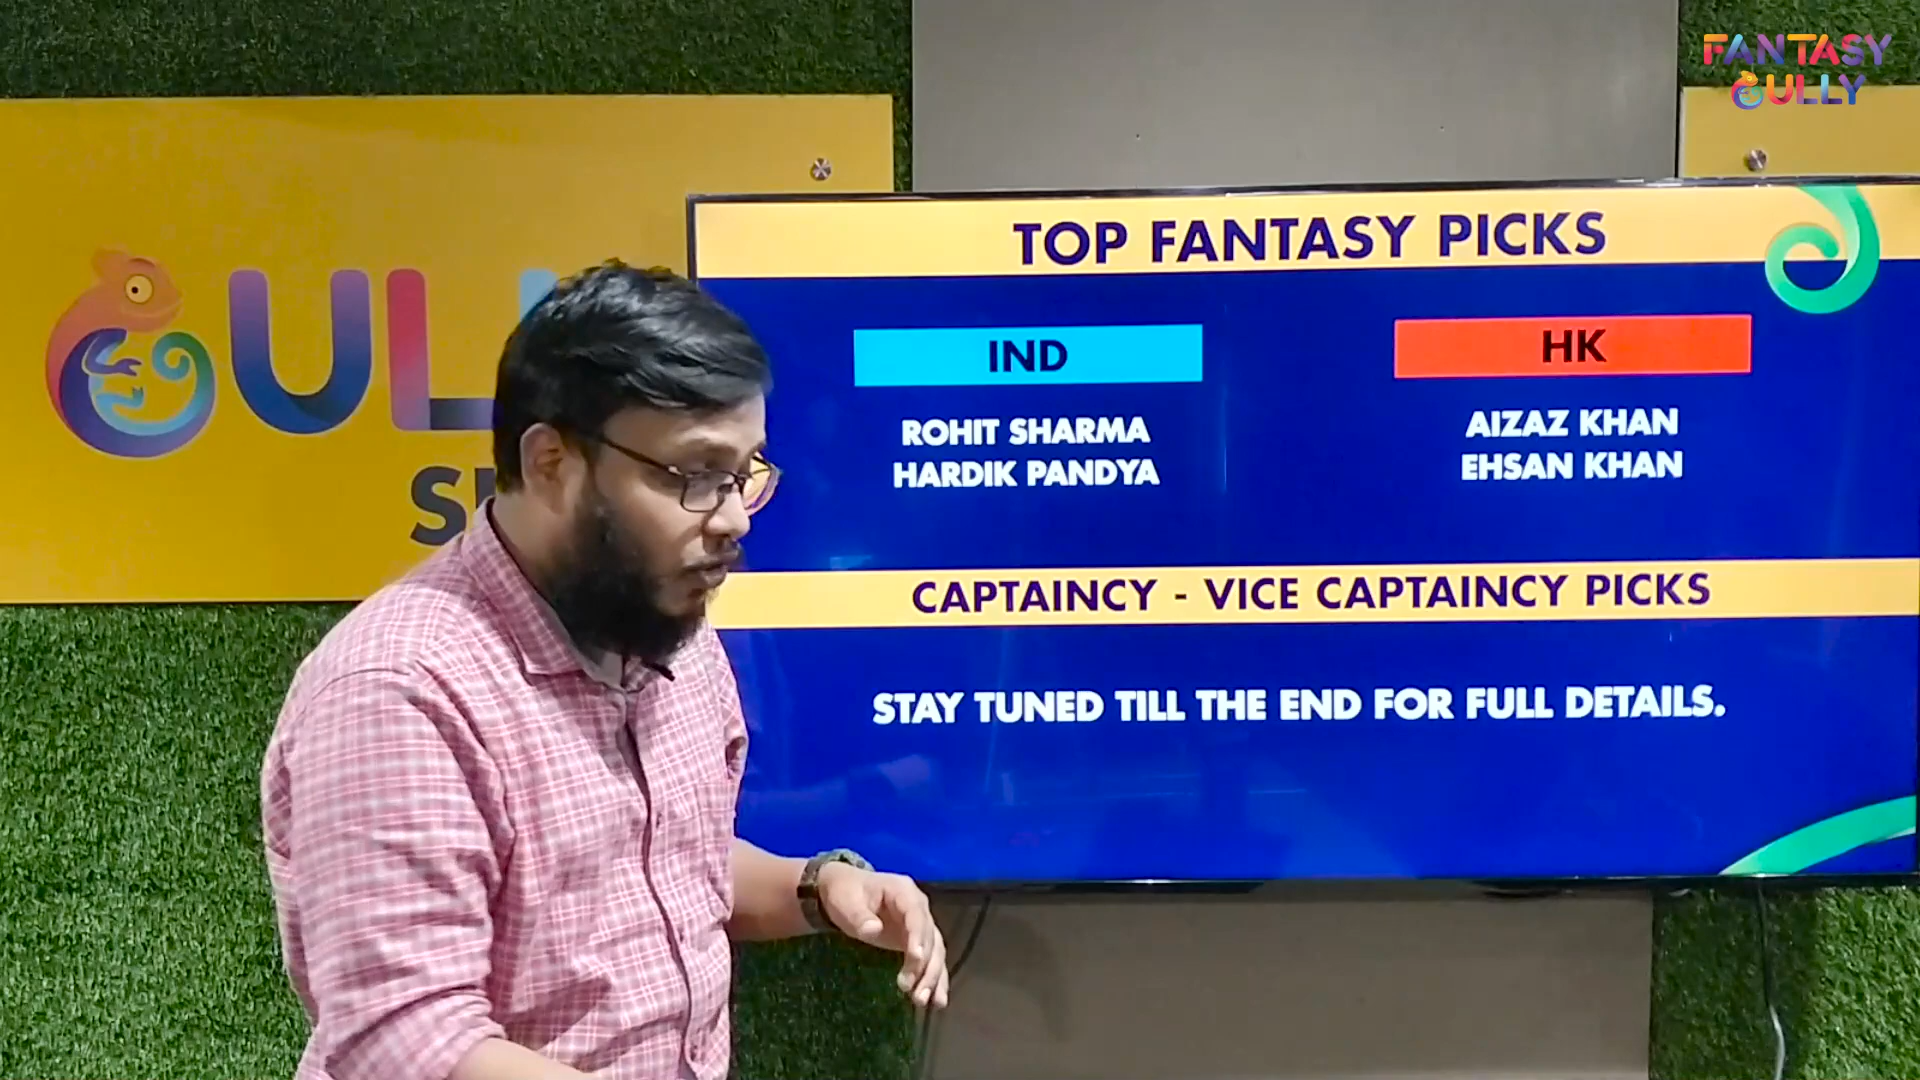 FANTASY
GULLY
TOP FANTASY PICKS
IND
HK
ROHIT SHARMA
HARDIK PANDYA
AIZAZ KHAN
EHSAN KHAN
CAPTAINCY - VICE CAPTAINCY PICKS
STAY TUNED TILL THE END FOR FULL DETAILS.